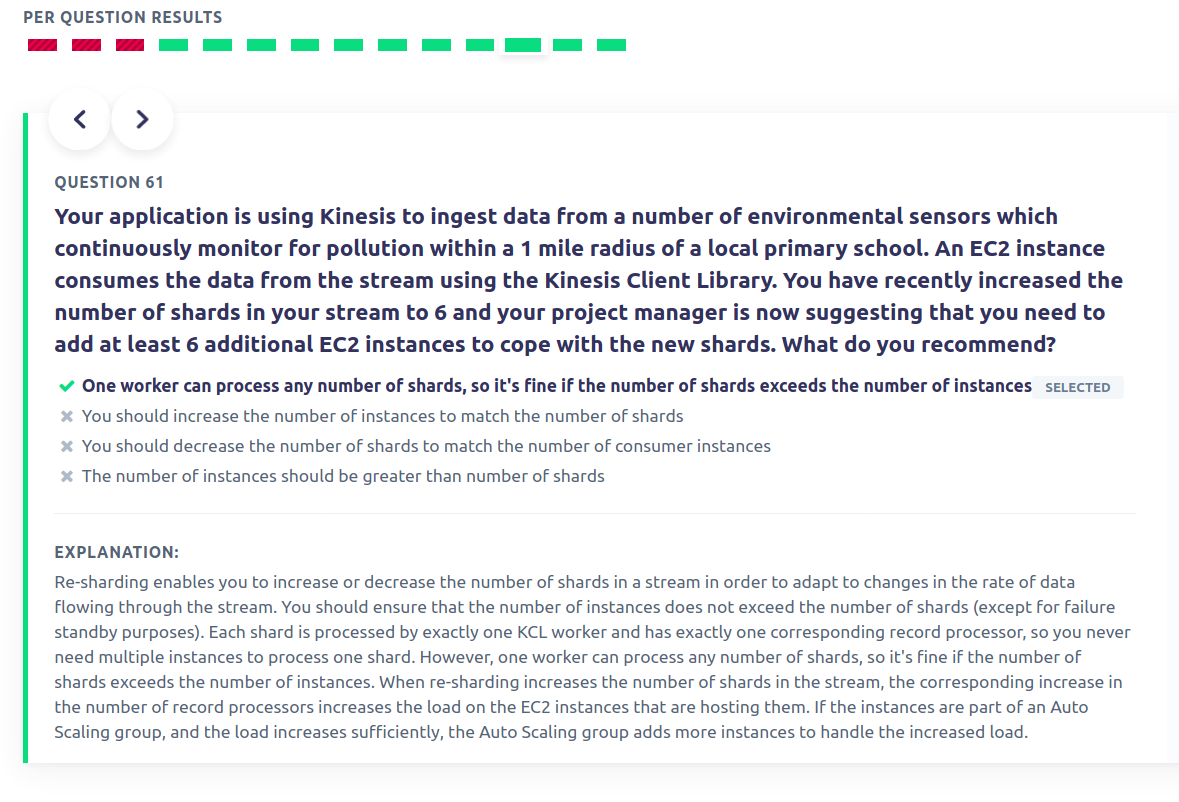 PER QUESTION RESULTS
QUESTION 61
Your application is using Kinesis to ingest data from a number of environmental sensors which
continuously monitor for pollution within a 1 mile radius of a local primary school. An EC2 instance
consumes the data from the stream using the Kinesis Client Library. You have recently increased the
number of shards in your stream to 6 and your project manager is now suggesting that you need to
add at least 6 additional EC2 instances to cope with the new shards. What do you recommend?
One worker can process any number of shards, so it's fine if the number of shards exceeds the number of instances SELECTED
You should increase the number of instances to match the number of shards
You should decrease the number of shards to match the number of consumer instances
The number of instances should be greater than number of shards
EXPLANATION:
Re-sharding enables you to increase or decrease the number of shards in a stream in order to adapt to changes in the rate of data
flowing through the stream. You should ensure that the number of instances does not exceed the number of shards (except for failure
standby purposes). Each shard is processed by exactly one KCL worker and has exactly one corresponding record processor, so you never
need multiple instances to process one shard. However, one worker can process any number of shards, so it's fine if the number of
shards exceeds the number of instances. When re-sharding increases the number of shards in the stream, the corresponding increase in
the number of record processors increases the load on the EC2 instances that are hosting them. If the instances are part of an Auto
Scaling group, and the load increases sufficiently, the Auto Scaling group adds more instances to handle the increased load.